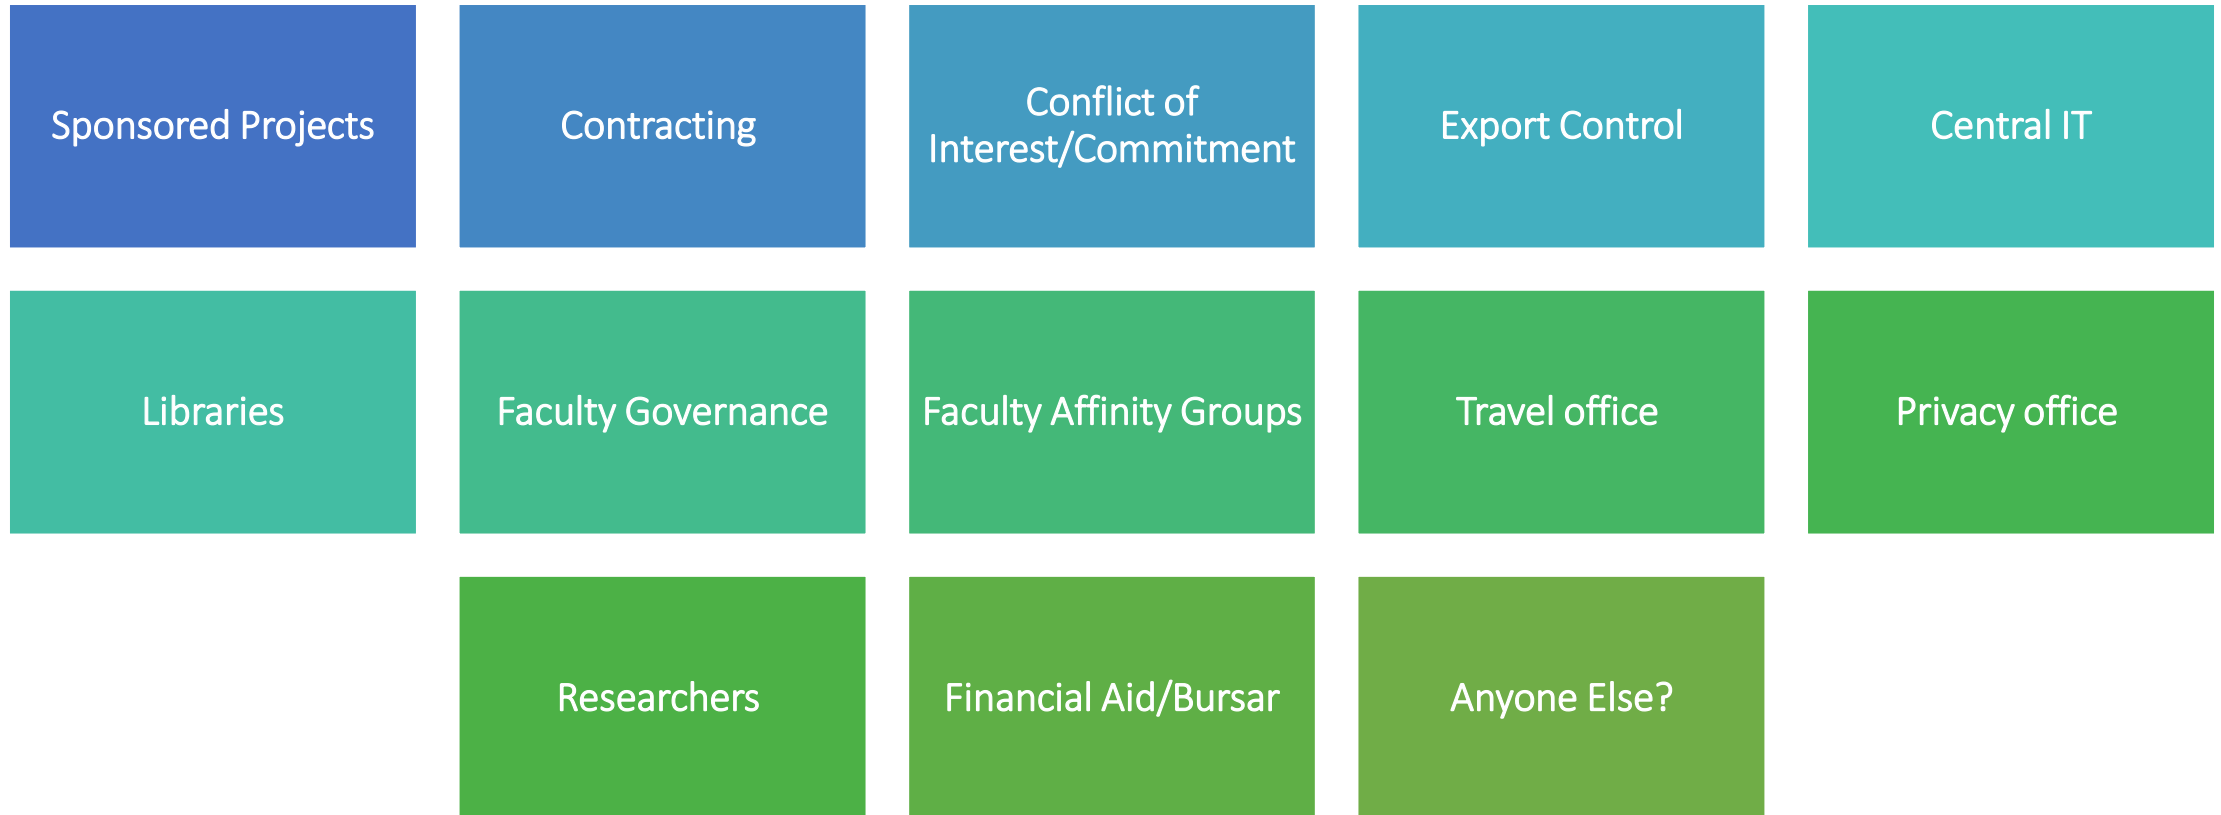 Sponsored Projects
Contracting
Conflict of
Interest/Commitment
Export Control
Central IT
Libraries
Faculty Governance
Faculty Affinity Groups
Travel office
Privacy office
Researchers
Financial Aid/Bursar
Anyone Else?